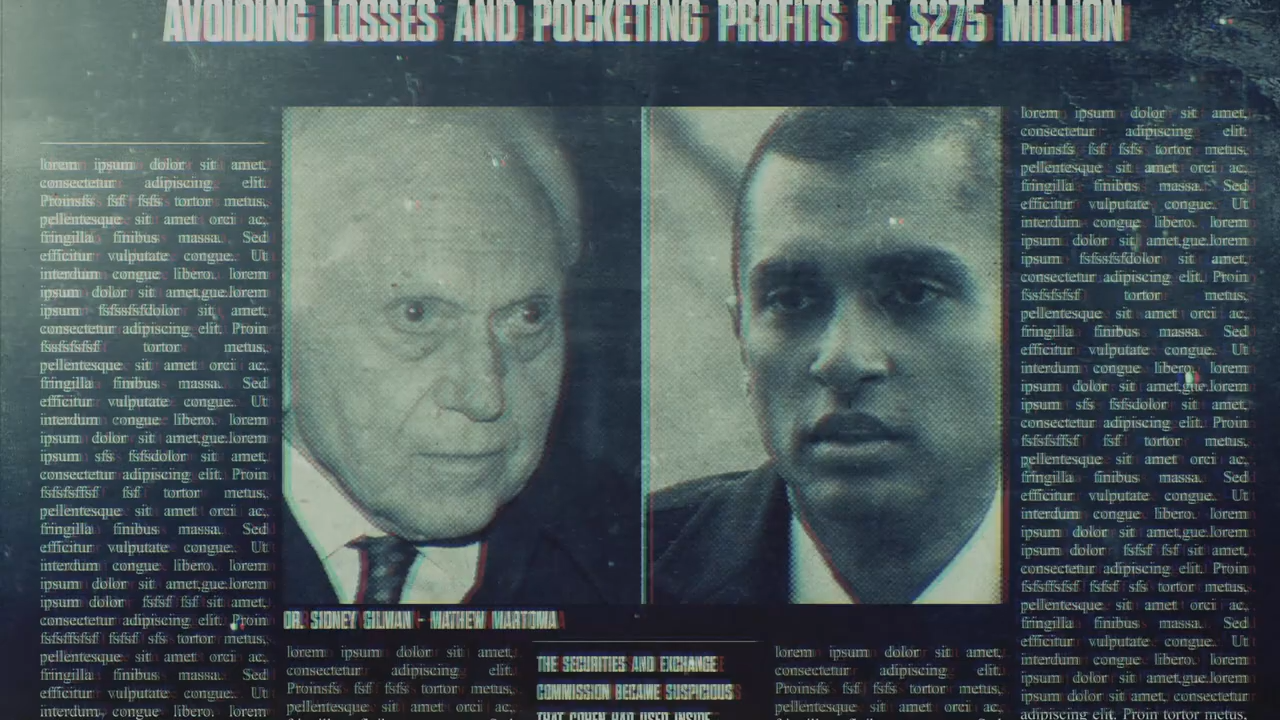 AVOIDING LOSSES AND POCKETING PROFITS OF $275 MILLION
lorem ipsum dolor sit amet,
consectetur adipiscing elit.
Proinsfs fsf fsfs tortor metus,
pellentesque sit amet orci ac,
fringilla finibus massa. Sed
efficitur vulputate congue. Ut
interdum congue libero. lorem
ipsum dolor sit amet,gue.lorem
ipsum fsfssfsfdolor sit amet,
consectetur adipiscing elit. Proin
fssfsfsfsf tortor metus,
pellentesque sit amet orci ac,
fringilla finibus massa. Sed
efficitur vulputate congue. Ut
interdum congue libero. lorem
ipsum dolor sit amet,gue.lorem
ipsum sfs fsfsdolor sit amet,
consectetur adipiscing elit. Proin
fsfsfsffsf fsf tortor metus,
pellentesque sit amet orci ac,
fringilla finibus massa. Sed
efficitur vulputate congue. Ut
interdum congue libero. lorem
ipsum dolor sit amet,gue.lorem
ipsum dolor fsfsf fsf sit amet,
consectetur adipiscing elit. Proin
fsfsffsfsf fsfsf sfs tortor metus,
pellentesque sit amet orci ac,
fringilla finibus massa. Sed
efficitur vulputate congue. Ut
interdum congue libero. lorem
DR. SIDNEY GILMAN - MATHEW MARTOMA
lorem ipsum dolor sit amet,
consectetur adipiscing elit.
Proinsfs fsf fsfs tortor metus,
pellentesque sit amet orci ac,
THE SECURITIES AND EXCHANGE
COMMISSION BECAME SUSPICIOUS
THAT COHEN HAD USED INSIDE
lorem ipsum dolor sit amet,
consectetur adipiscing elit.
Proinsfs fsf fsfs tortor metus,
pellentesque sit amet orci ac,
lorem ipsum dolor sit amet,
consectetur adipiscing elit.
Proinsfs fsf fsfs tortor metus,
pellentesque sit amet orci ac,
fringilla finibus massa. Sed
efficitur vulputate congue. Ut
interdum congue libero. lorem
ipsum dolor sit amet,gue.lorem
ipsum fsfssfsfdolor sit amet,
consectetur adipiscing elit. Proin
fssfsfsfsf tortor metus,
pellentesque sit amet orci ac,
fringilla finibus massa. Sed
efficitur vulputate congue. Ut
interdum congue libero. lorem
ipsum dolor sit amet,gue.lorem
ipsum sfs fsfsdolor sit amet,
consectetur adipiscing elit. Proin
fsfsfsffsf fsf tortor metus,
pellentesque sit amet orci ac,
fringilla finibus massa. Sed
efficitur vulputate congue. Ut
interdum congue libero. lorem
ipsum dolor sit amet,gue.lorem
ipsum dolor fsfsf fsf sit amet,
consectetur adipiscing elit. Proin
fsfsffsfsf fsfsf sfs tortor metus,
pellentesque sit amet orci ac,
fringilla finibus massa. Sed
efficitur vulputate congue. Ut
interdum congue libero. lorem
ipsum dolor sit amet,gue.lorem
ipsum dolor sit amet, consectetur
adipiscing elit. Proin tortor metus,